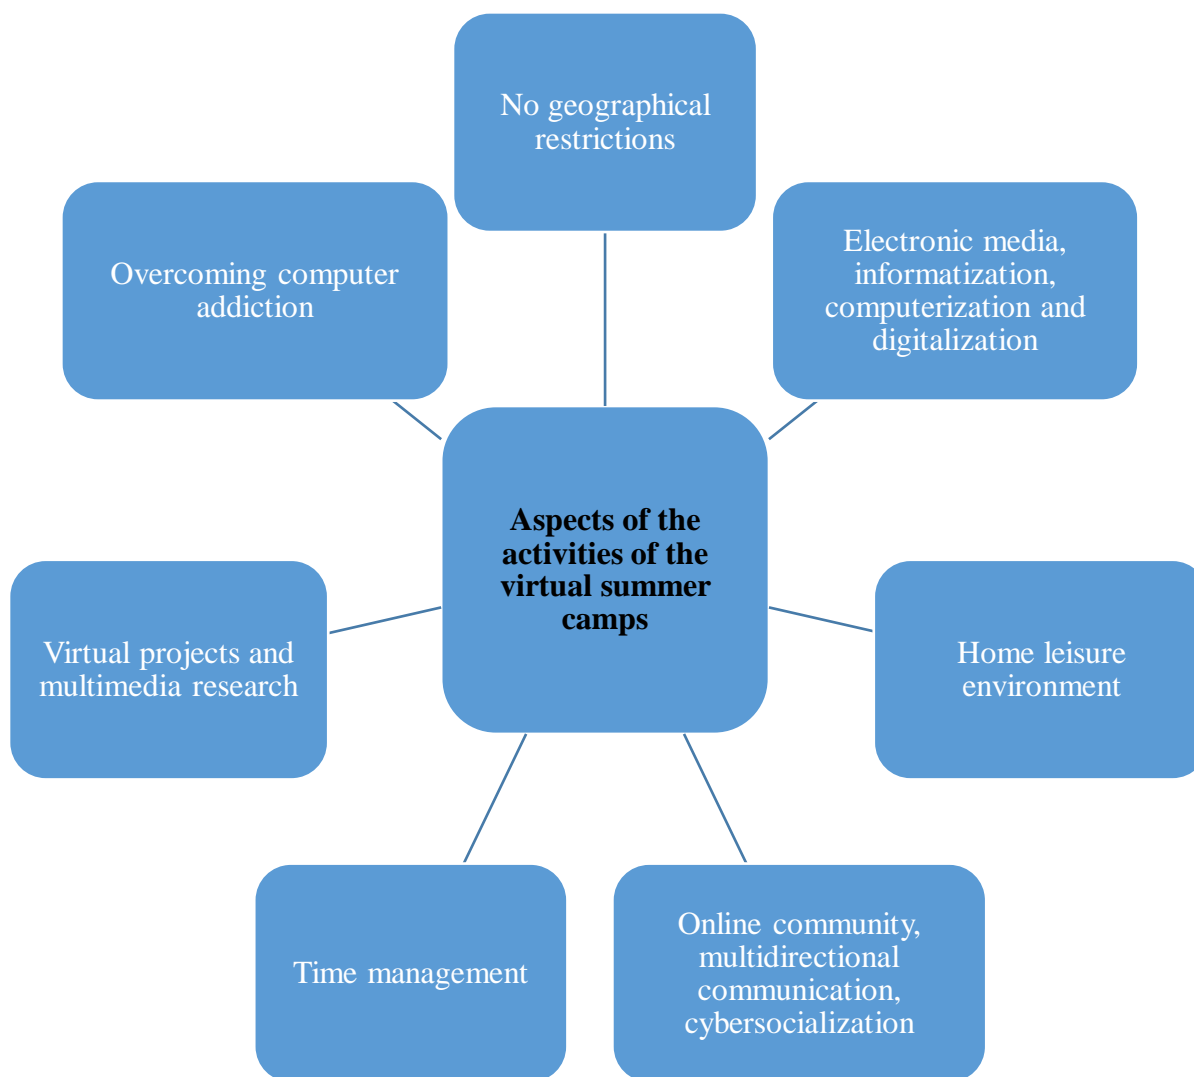 No geographical
restrictions
Overcoming computer
addiction
Electronic media,
informatization,
computerization and
digitalization
Aspects of the
activities of the
virtual summer
camps
Virtual projects and
multimedia research
Home leisure
environment
Time management
Online community,
multidirectional
communication,
cybersocialization